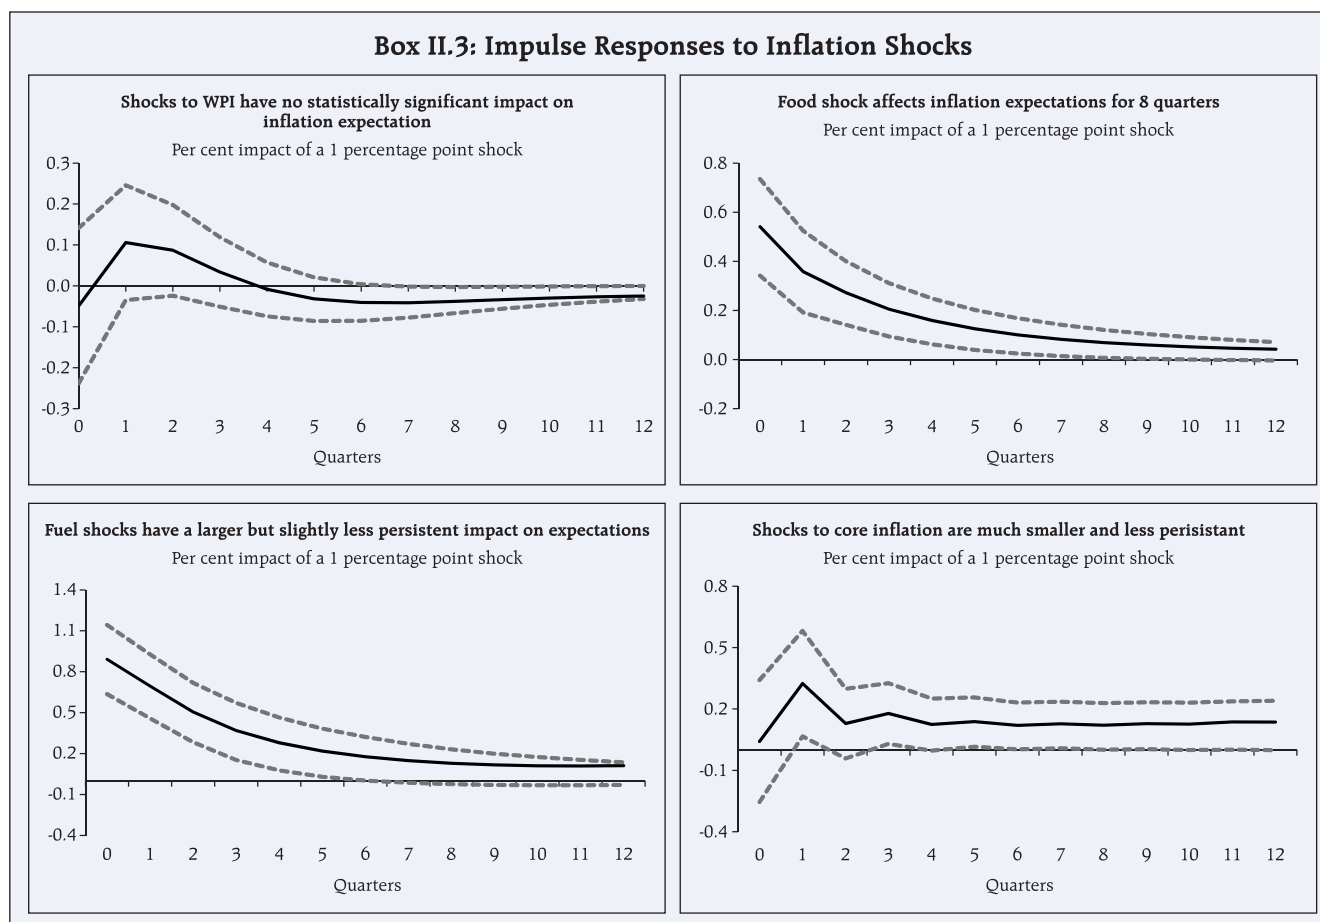 Box II.3: Impulse Responses to Inflation Shocks
Shocks to WPI have no statistically significant impact on
inflation expectation
Per cent impact of a 1 percentage point shock
0.3
0.2
0.1
0.0
-0.1
-0.2
-0.3
0 1 2 3 4 5 6 7 8 9 10 11 12
Quarters
Food shock affects inflation expectations for 8 quarters
Per cent impact of a 1 percentage point shock
0.8
0.6
0.4
0.2
0.0
-0.2
0 1 2 3 4 5 6 7 8 9 10 11 12
Quarters
Fuel shocks have a larger but slightly less persistent impact on expectations
Per cent impact of a 1 percentage point shock
1.4
1.1
0.8
0.5
0.2
-0.1
-0.4
0 1 2 3 4 5 6 7 8 9 10 11 12
Quarters
Shocks to core inflation are much smaller and less perisistant
Per cent impact of a 1 percentage point shock
0.8
0.5
0.2
-0.1
-0.4
0 1 2 3 4 5 6 7 8 9 10 11 12
Quarters